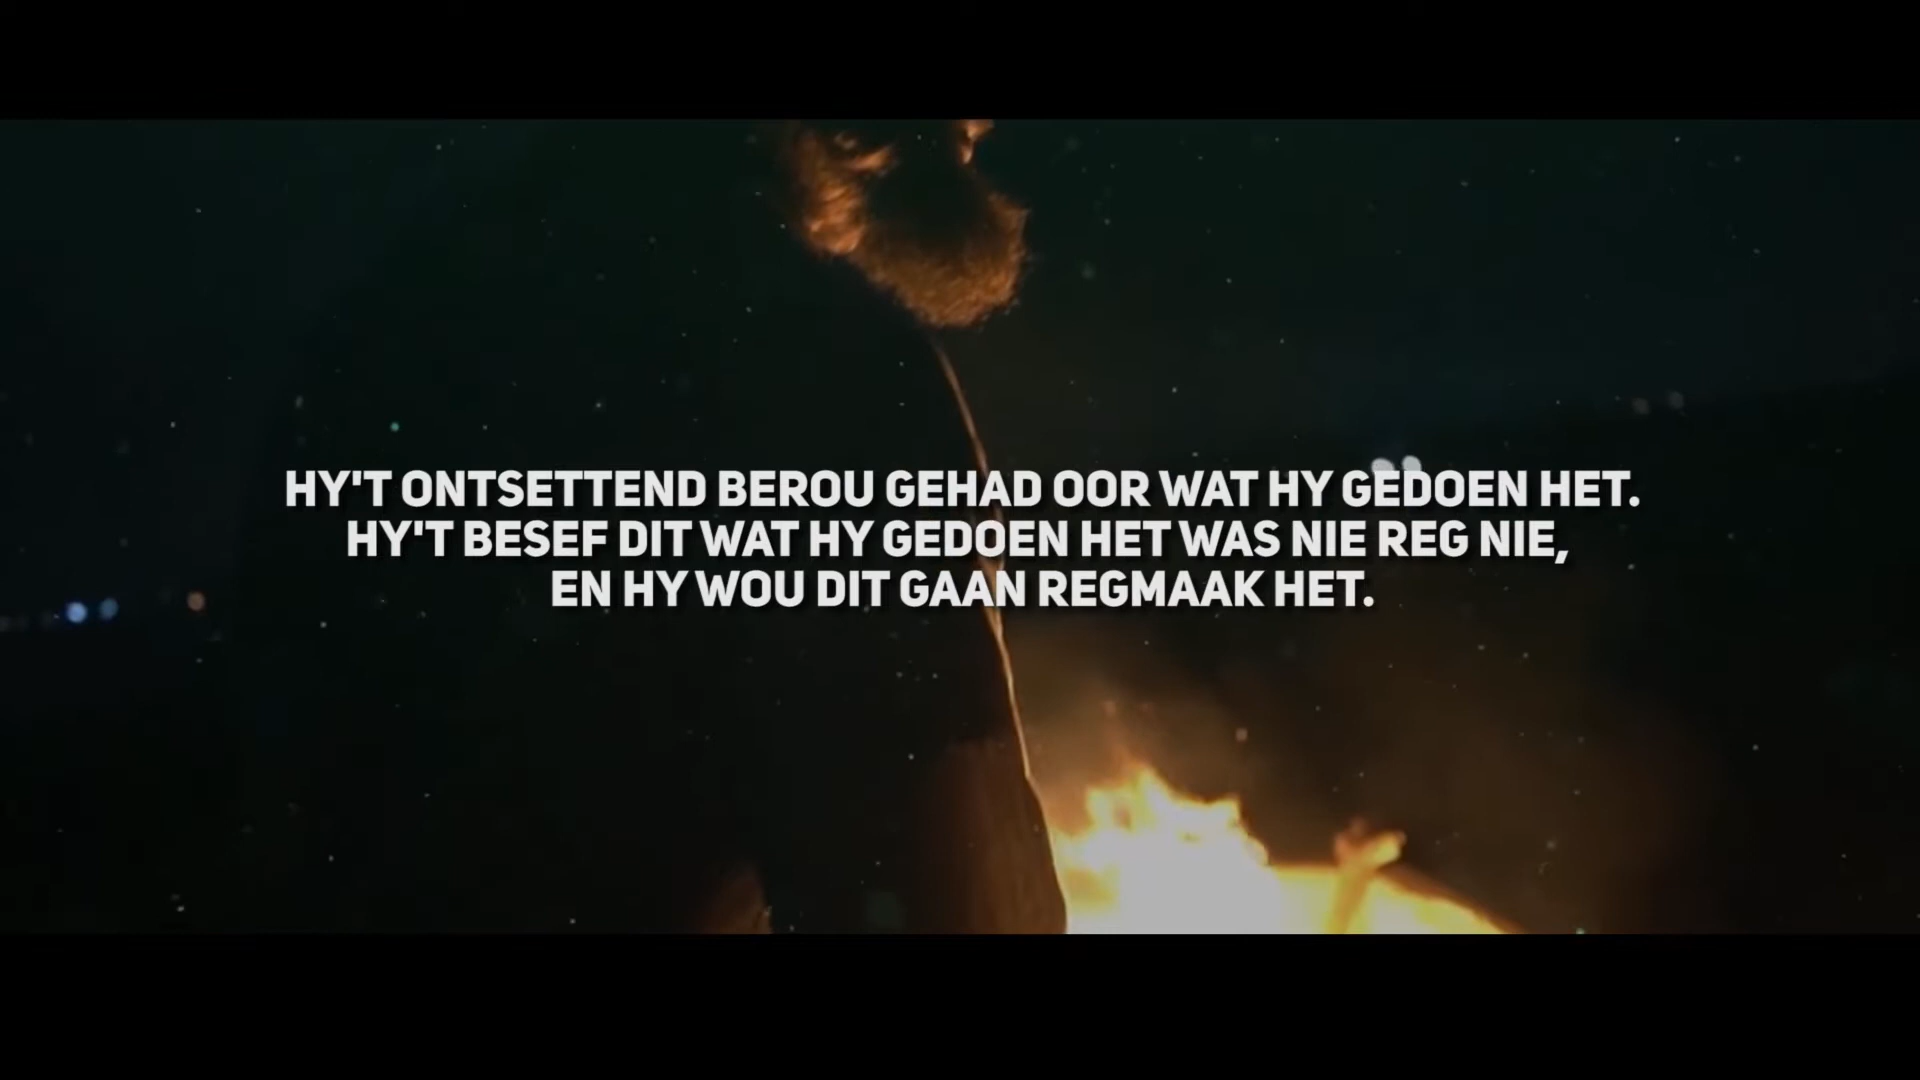 HY'T ONTSETTEND BEROU GEHAD OOR WAT HY GEDOEN HET.
HY'T BESEF DIT WAT HY GEDOEN HET WAS NIE REG NIE,
EN HY WOU DIT GAAN REGMAAK HET.